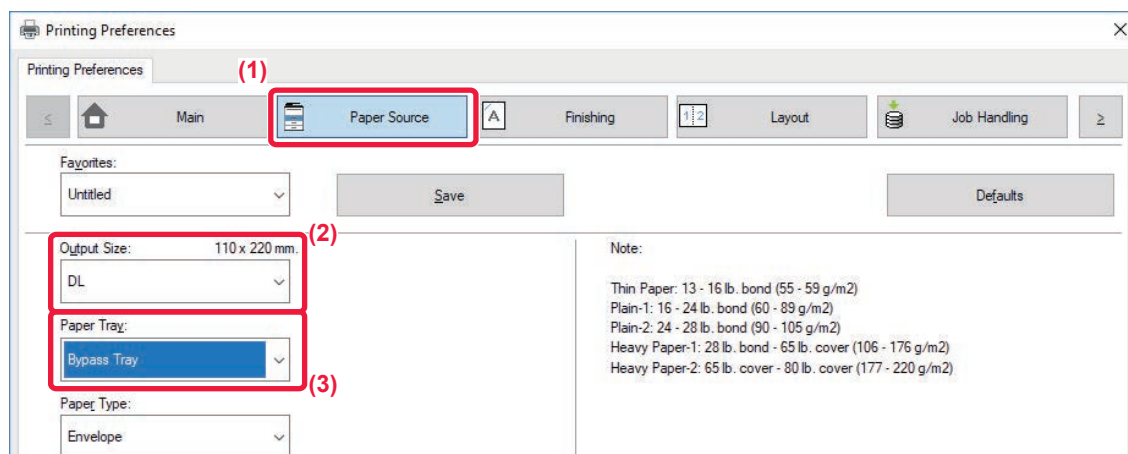 Printing Preferences
Printing Preferences
(1)
<
Main
Paper Source
A
Finishing
1 2
Layout
Job Handling
>
Favorites:
Untitled
Save
Defaults
(2)
Output Size: 110 x 220 mm.
DL
Paper Tray:
Bypass Tray
(3)
Paper Type:
Envelope
Note:
Thin Paper: 13 - 16 lb. bond (55 - 59 g/m2)
Plain-1: 16 - 24 lb. bond (60 - 89 g/m2)
Plain-2: 24 - 28 lb. bond (90 - 105 g/m2)
Heavy Paper-1: 28 lb. bond - 65 lb. cover (106 - 176 g/m2)
Heavy Paper-2: 65 lb. cover - 80 lb. cover (177 - 220 g/m2)